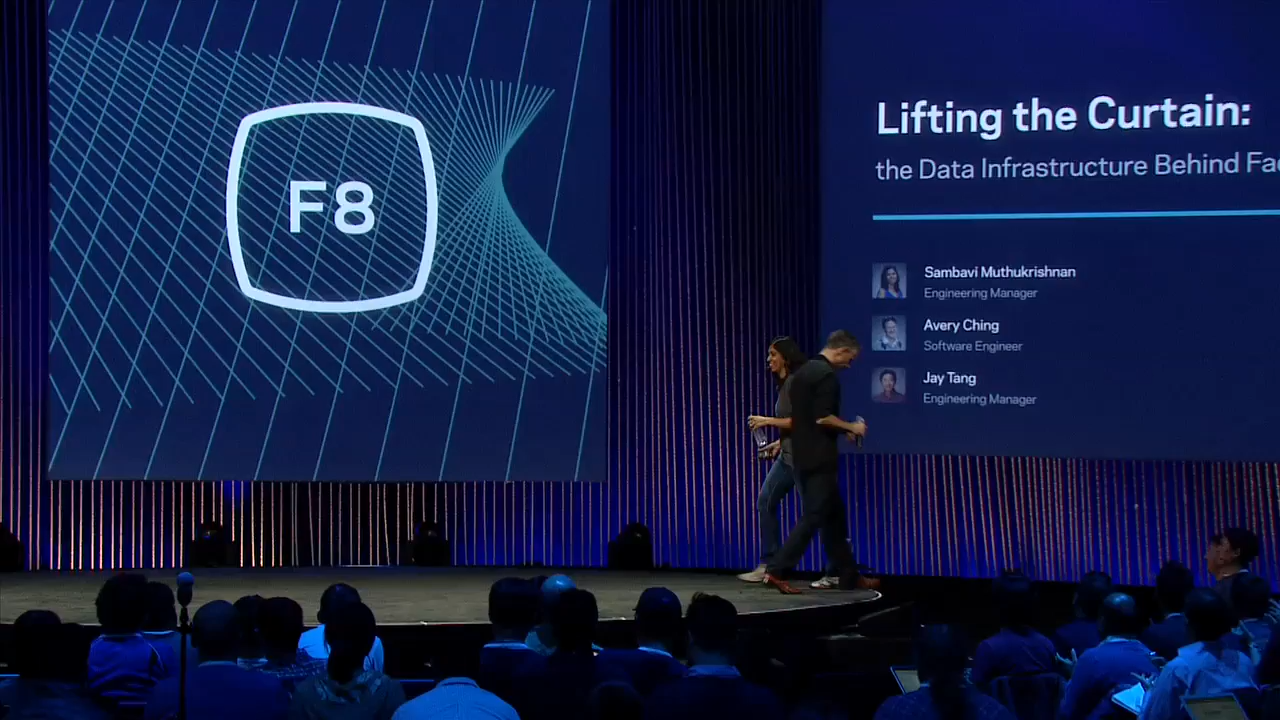 F8
Lifting the Curtain:
the Data Infrastructure Behind Fac
Sambavi Muthukrishnan
Engineering Manager
Avery Ching
Software Engineer
Jay Tang
Engineering Manager